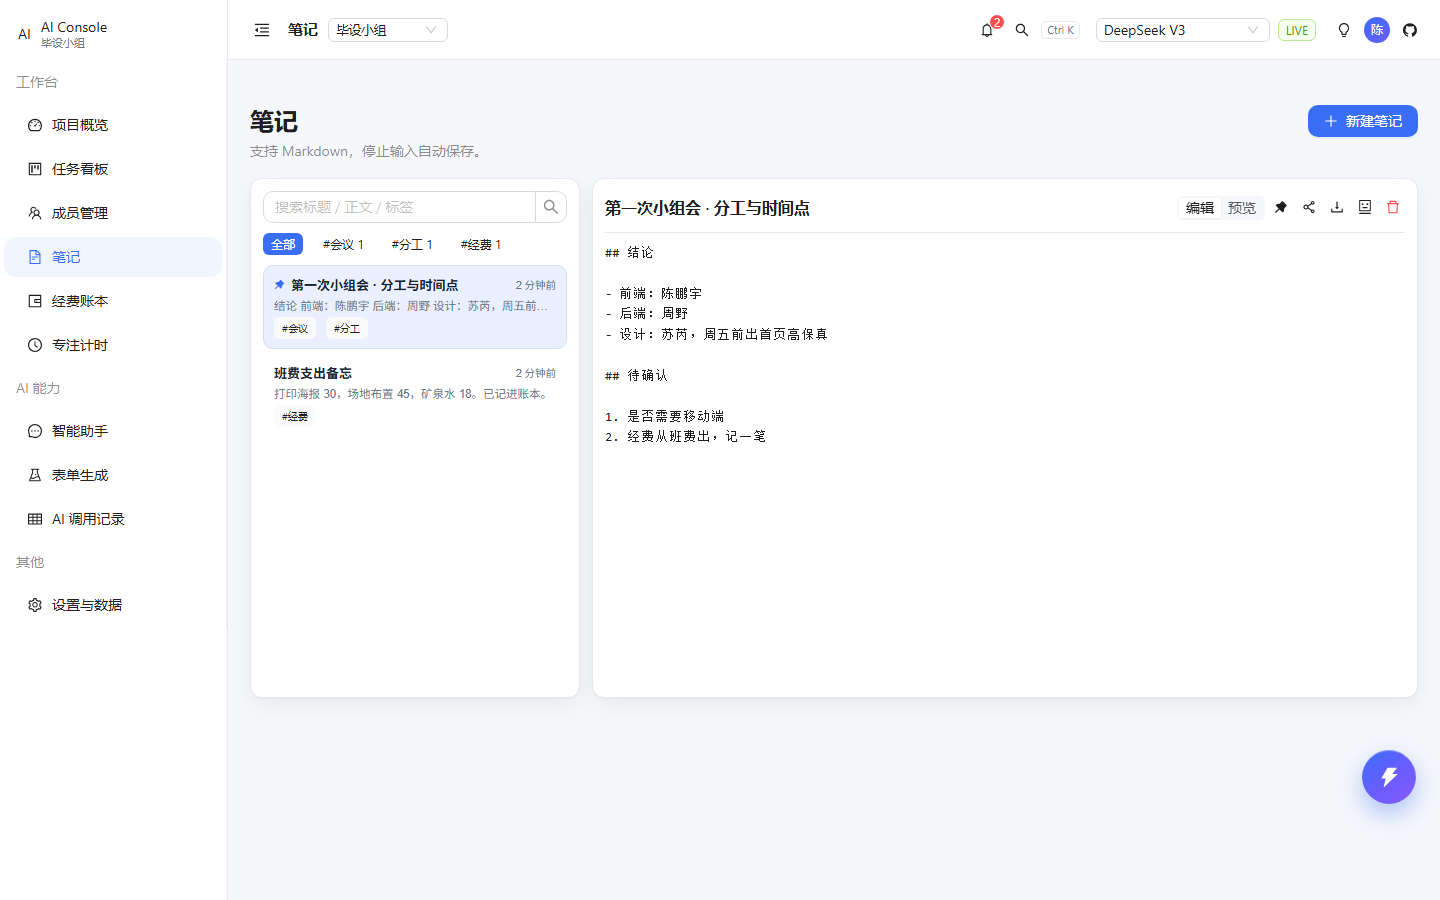 AI
AI Console
毕设小组
工作台
项目概览
任务看板
成员管理
笔记
经费账本
专注计时
AI 能力
智能助手
表单生成
AI 调用记录
其他
设置与数据
笔记
毕设小组
2
Ctrl K
DeepSeek V3
LIVE
陈
笔记
支持 Markdown，停止输入自动保存。
新建笔记
搜索标题 / 正文 / 标签
全部 #会议 1 #分工 1 #经费 1
第一次小组会 · 分工与时间点 2 分钟前
结论 前端：陈鹏宇 后端：周野 设计：苏芮，周五前…
#会议 #分工
班费支出备忘 2 分钟前
打印海报 30，场地布置 45，矿泉水 18。已记进账本。
#经费
第一次小组会 · 分工与时间点
编辑 预览
## 结论
- 前端：陈鹏宇
- 后端：周野
- 设计：苏芮，周五前出首页高保真
## 待确认
1. 是否需要移动端
2. 经费从班费出，记一笔